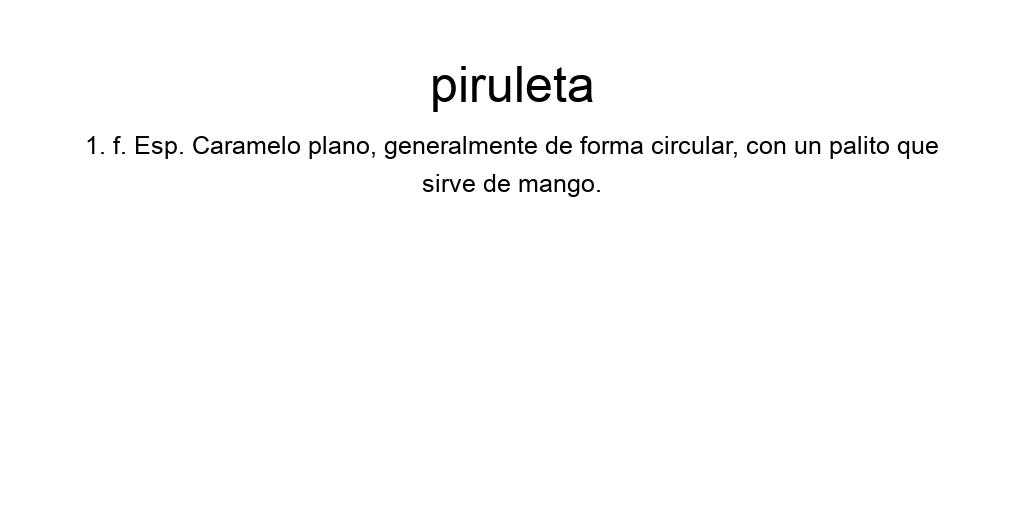 piruleta
1. f. Esp. Caramelo plano, generalmente de forma circular, con un palito que
sirve de mango.